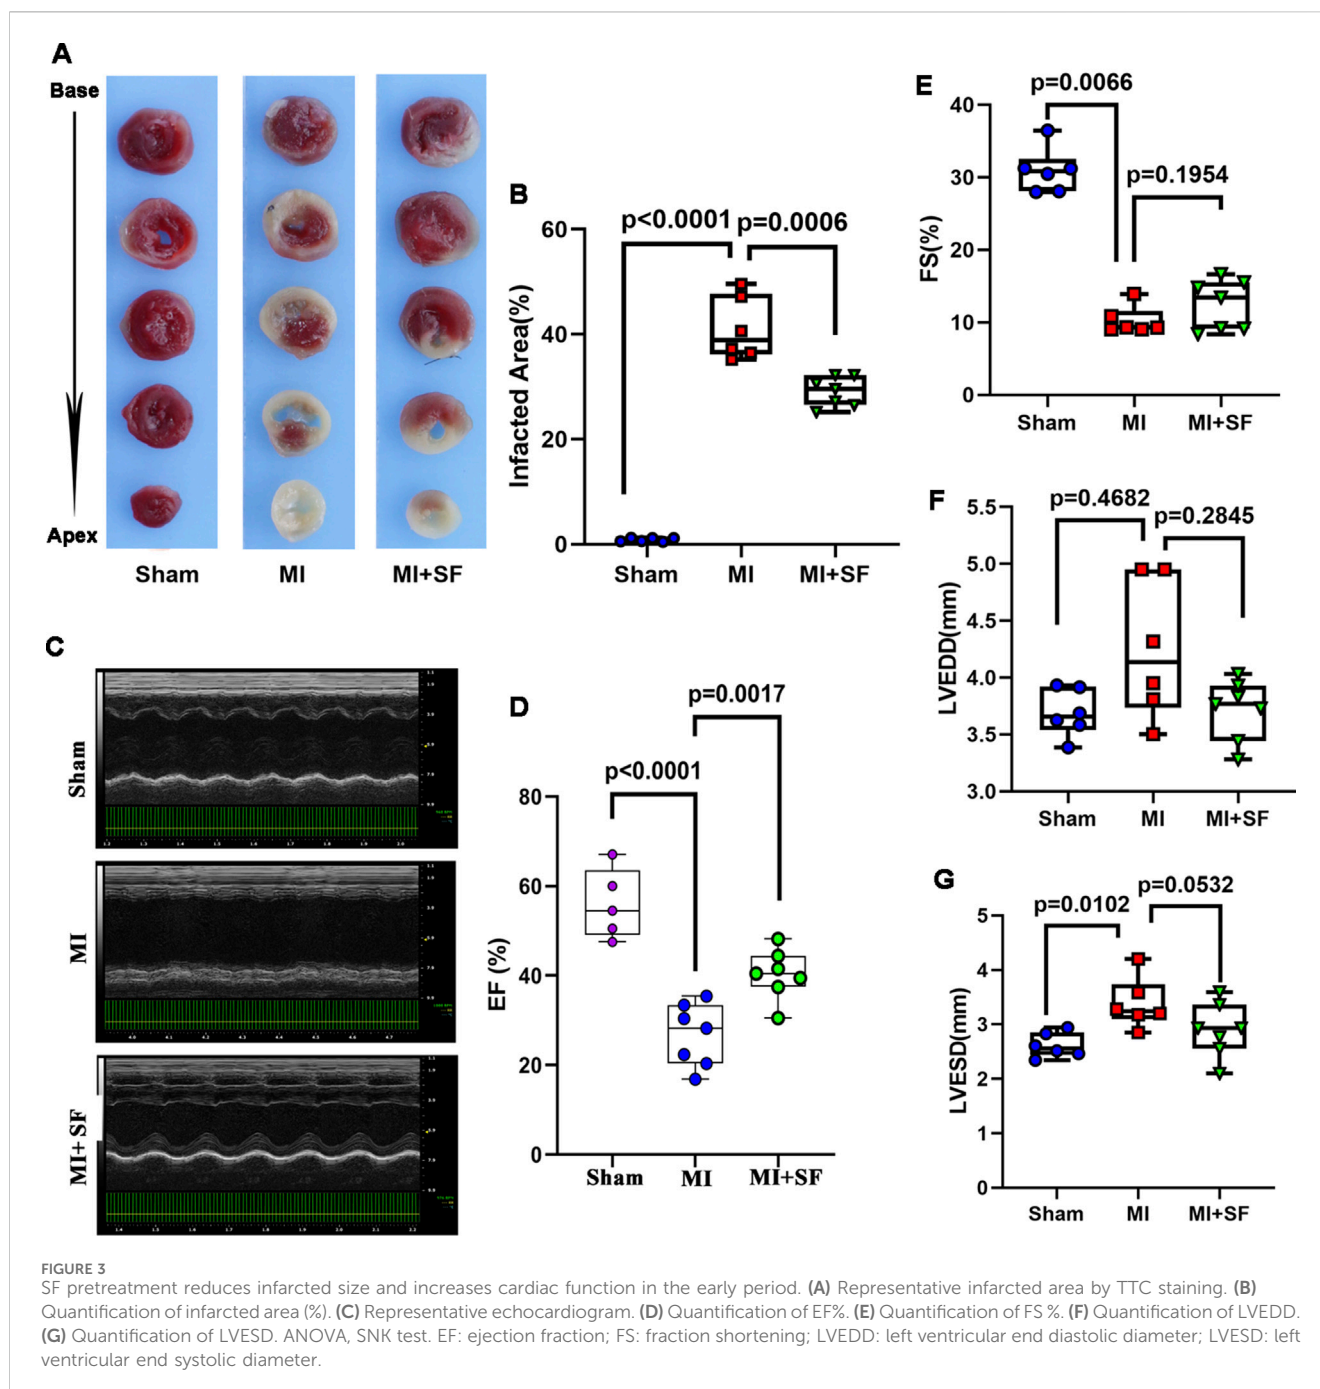 A
Base
Apex
Sham MI MI+SF
B
p<0.0001 p=0.0006
Infacted Area(%)
60
40
20
0
Sham MI MI+SF
C
Sham
MI
MI+ SF
D
p=0.0017
p<0.0001
EF (%)
80
60
40
20
0
Sham MI MI+SF
E
p=0.0066
p=0.1954
FS(%)
40
30
20
10
0
Sham MI MI+SF
F
p=0.4682
p=0.2845
LVEDD(mm)
5.5
5.0
4.5
4.0
3.5
3.0
Sham MI MI+SF
G
p=0.0532
p=0.0102
LVESD(mm)
5
4
3
2
1
0
Sham MI MI+SF
FIGURE 3
SF pretreatment reduces infarcted size and increases cardiac function in the early period. (A) Representative infarcted area by TTC staining. (B)
Quantification of infarcted area (%). (C) Representative echocardiogram. (D) Quantification of EF%. (E) Quantification of FS %. (F) Quantification of LVEDD.
(G) Quantification of LVESD. ANOVA, SNK test. EF: ejection fraction; FS: fraction shortening; LVEDD: left ventricular end diastolic diameter; LVESD: left
ventricular end systolic diameter.